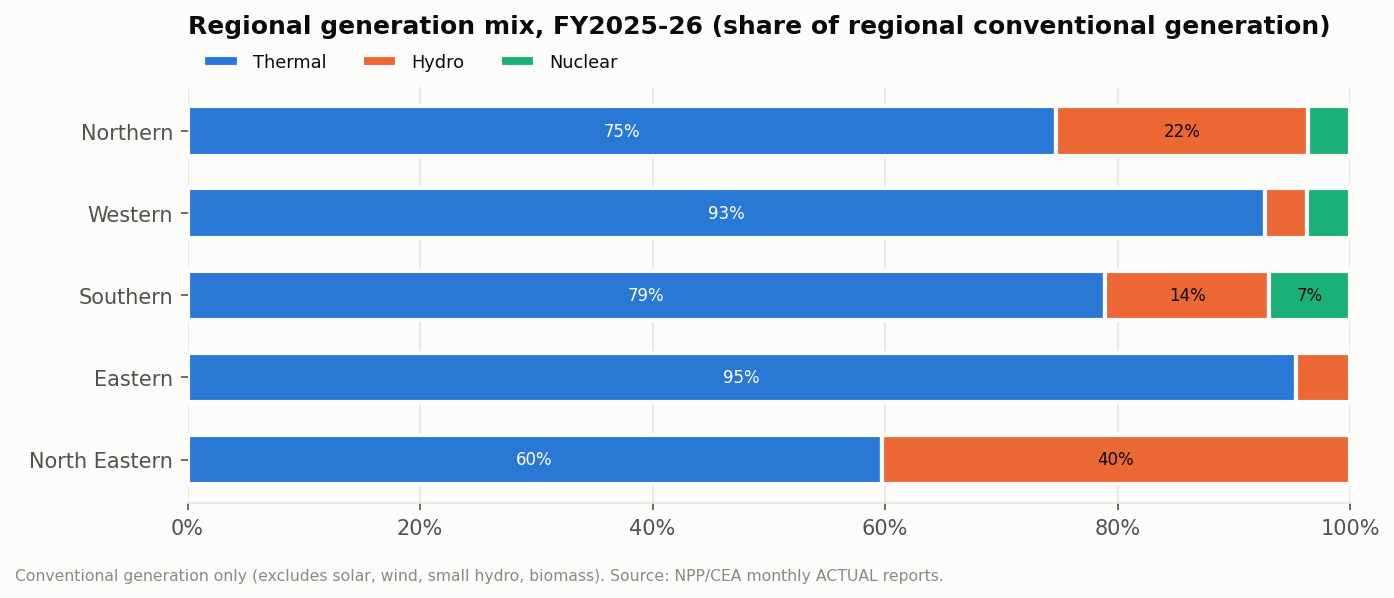 Regional generation mix, FY2025-26 (share of regional conventional generation)
Thermal Hydro Nuclear
Northern 75% 22%
Western 93%
Southern 79% 14% 7%
Eastern 95%
North Eastern 60% 40%
0% 20% 40% 60% 80% 100%
Conventional generation only (excludes solar, wind, small hydro, biomass). Source: NPP/CEA monthly ACTUAL reports.